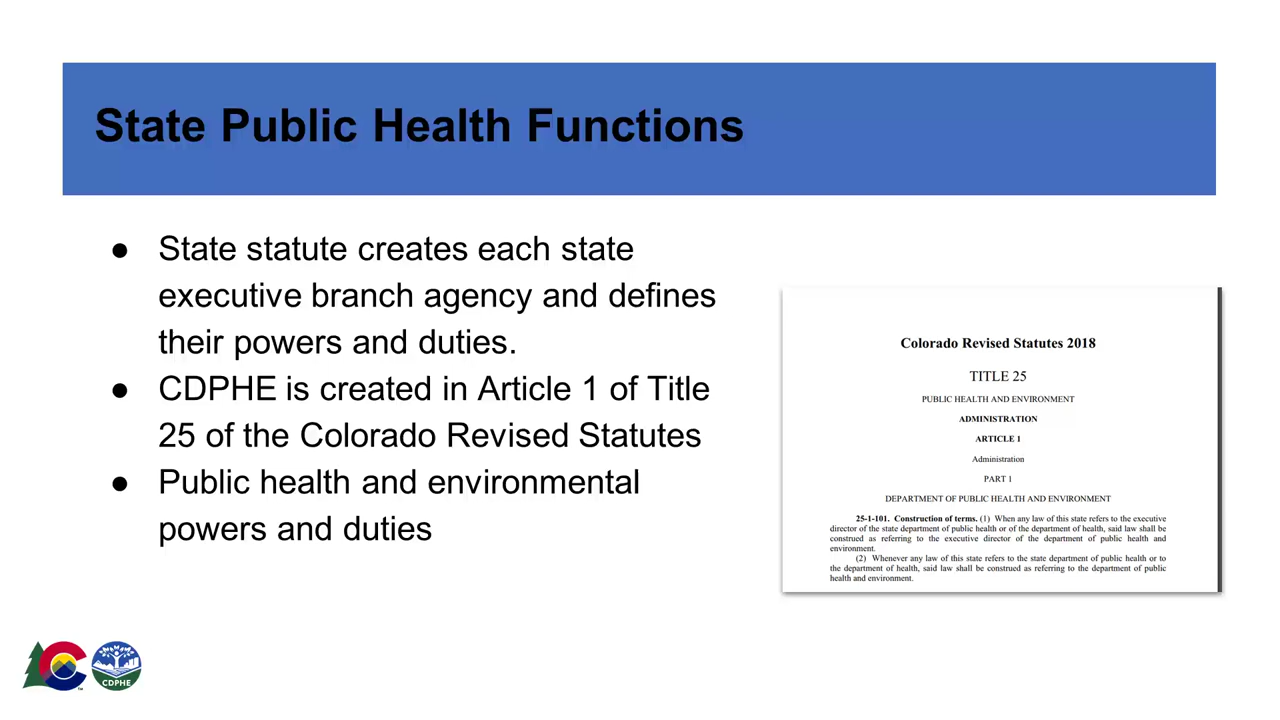 State Public Health Functions
● State statute creates each state
executive branch agency and defines
their powers and duties.
● CDPHE is created in Article 1 of Title
25 of the Colorado Revised Statutes
● Public health and environmental
powers and duties
Colorado Revised Statutes 2018
TITLE 25
PUBLIC HEALTH AND ENVIRONMENT
ADMINISTRATION
ARTICLE 1
Administration
PART 1
DEPARTMENT OF PUBLIC HEALTH AND ENVIRONMENT
25-1-101. Construction of terms. (1) When any law of this state refers to the executive
director of the state department of public health or of the department of health, said law shall be
construed as referring to the executive director of the department of public health and
environment.
(2) Whenever any law of this state refers to the state department of public health or to
the department of health, said law shall be construed as referring to the department of public
health and environment.
CDPHE
TM